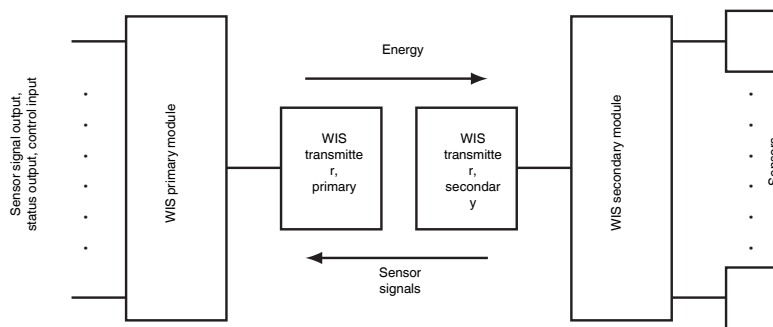 Sensor signal output,
status output, control input
WIS primary module
Energy
WIS
transmitte
r,
primary
WIS
transmitte
r,
secondar
y
Sensor
signals
WIS secondary module
Sensors